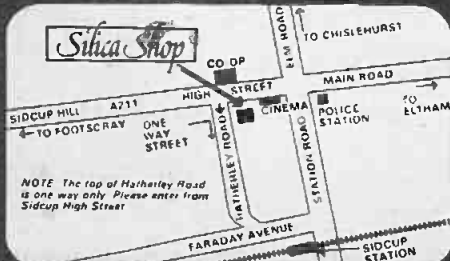 Silica Shop
ELM ROAD
TO CHISLEHURST
CO-OP
HIGH STREET
MAIN ROAD
SIDCUP HILL A211
CINEMA
POLICE STATION
TO ELTHAM
TO FOOTSCRAY
ONE WAY STREET
HATHERLEY ROAD
STATION ROAD
NOTE The top of Hatherley Road
is one way only. Please enter from
Sidcup High Street
FARADAY AVENUE
SIDCUP STATION